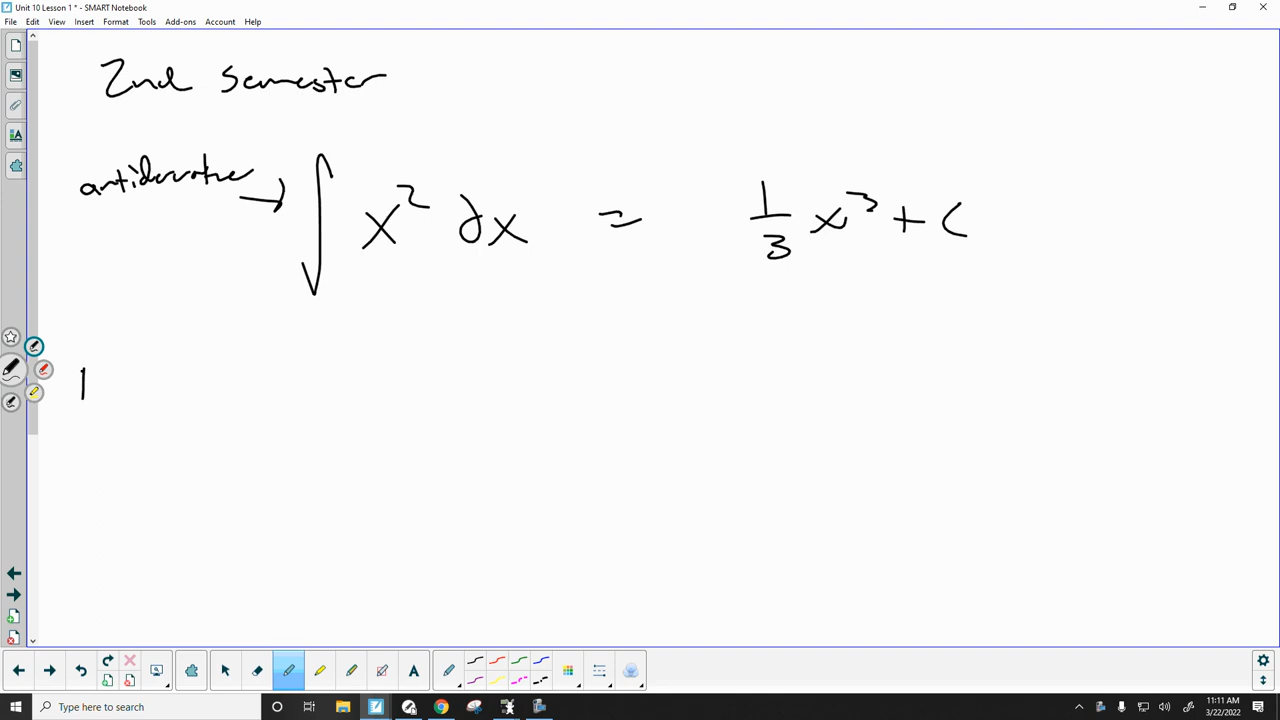 Unit 10 Lesson 1 * - SMART Notebook
File Edit View Insert Format Tools Add-ons Account Help
2nd Semester
antiderivative → ∫ x² dx = 1/3 x³ + C
A
Type here to search
11:11 AM
3/22/2022